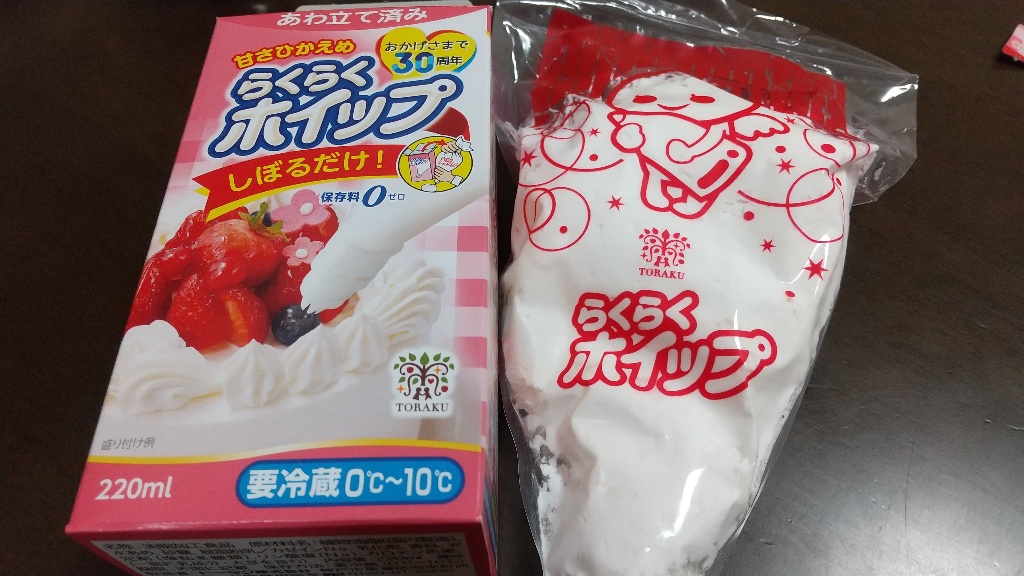 あわ立て済み
甘さひかえめ
おかげさまで
30周年
らくらく
ホイップ
しぼるだけ!
保存料0ゼロ
TORAKU
盛り付け例
220ml
要冷蔵0℃~10℃
TORAKU
らくらく
ホイップ